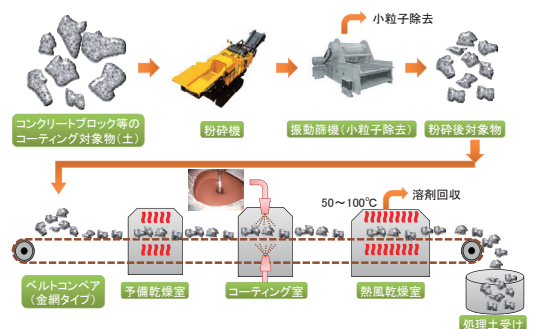 小粒子除去
コンクリートブロック等の
コーティング対象物(土)
粉砕機
振動篩機(小粒子除去)
粉砕後対象物
50~100℃
溶剤回収
ベルトコンベア
(金網タイプ)
予備乾燥室
コーティング室
熱風乾燥室
処理土受け